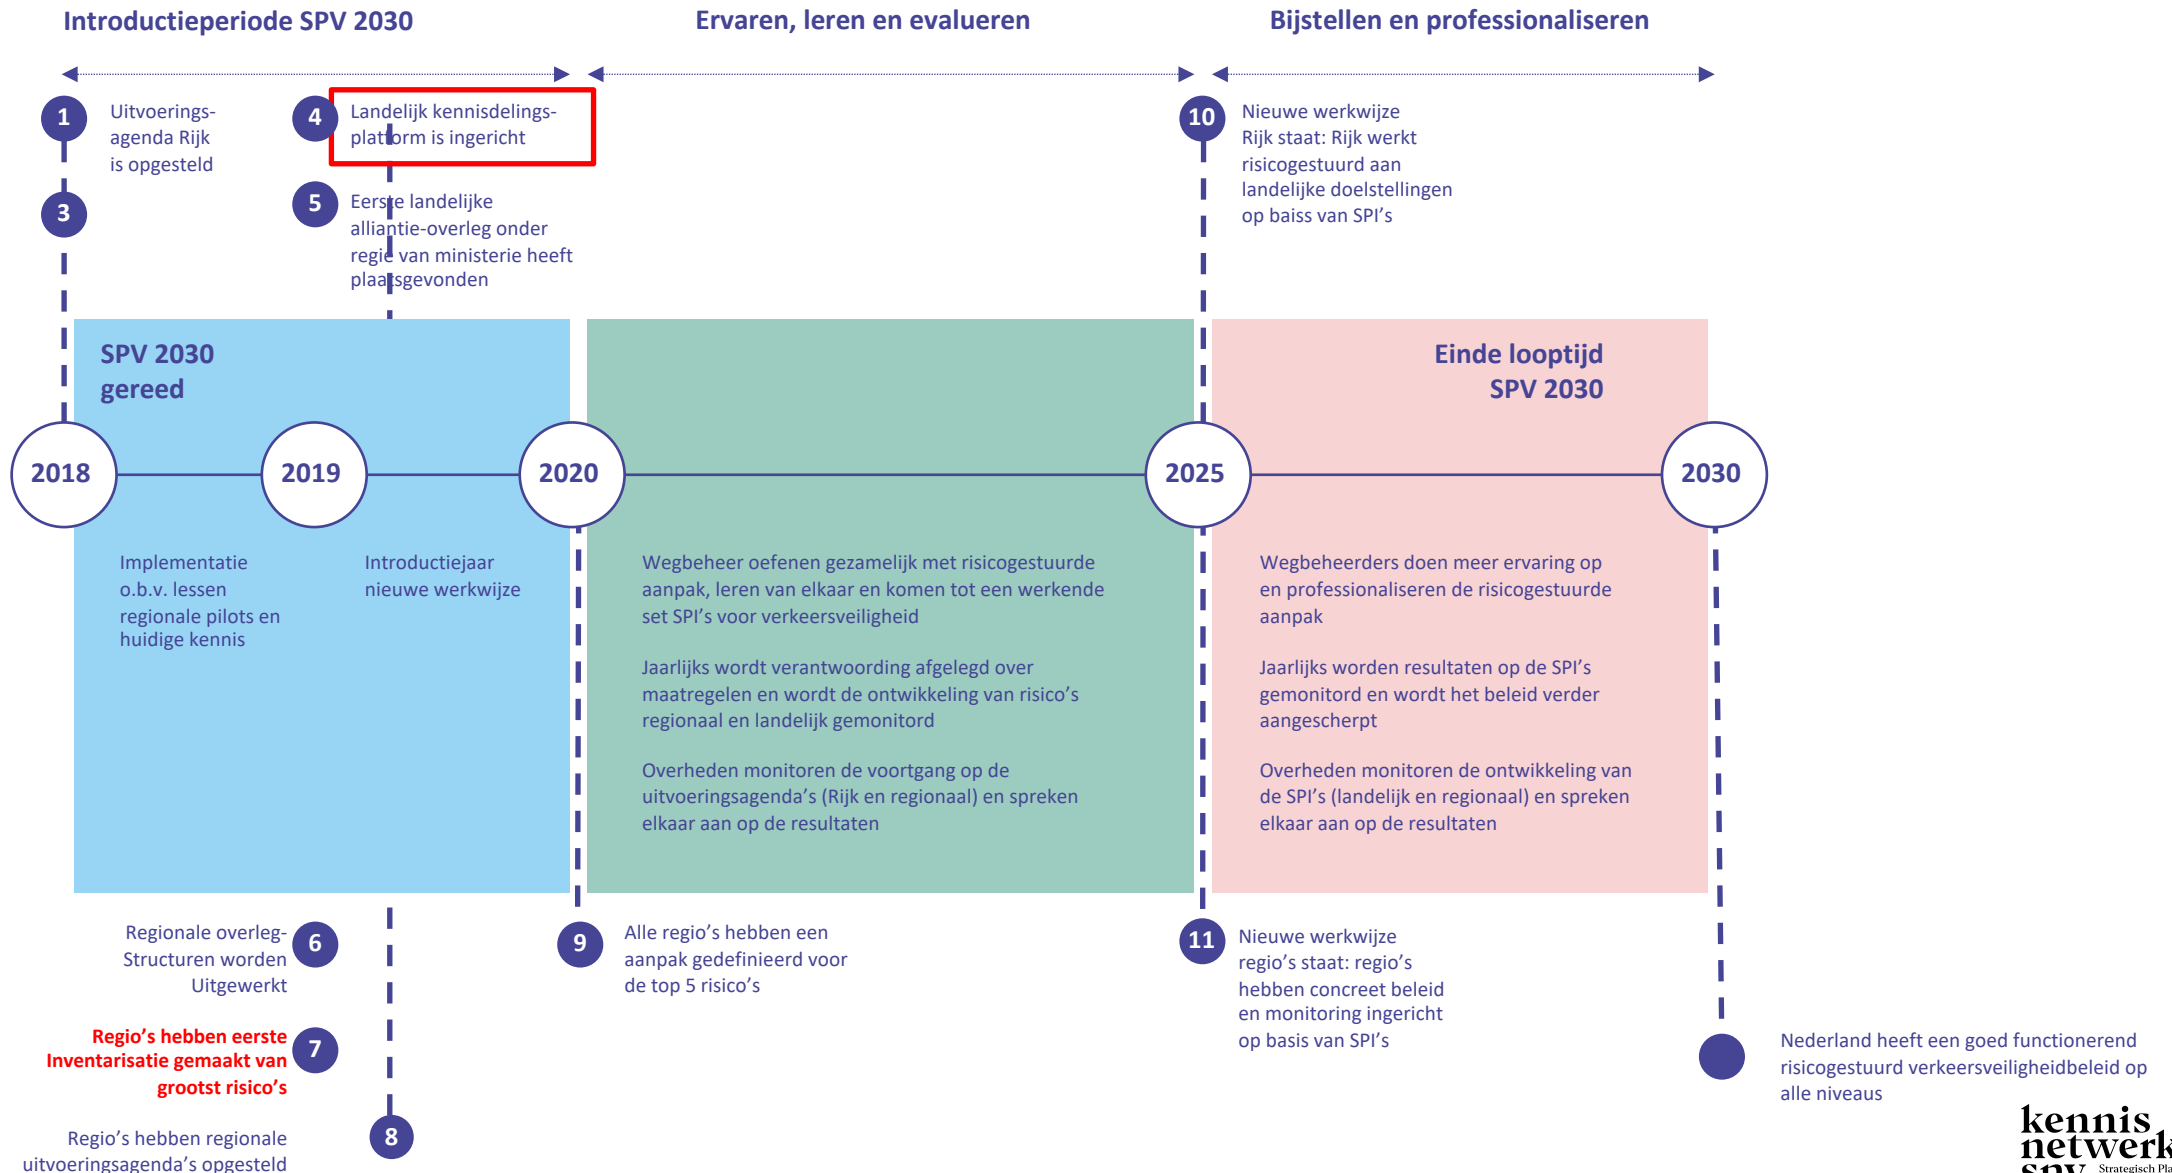 Introductieperiode SPV 2030
Ervaren, leren en evalueren
Bijstellen en professionaliseren
1
Uitvoerings-
agenda Rijk
is opgesteld
3
4
Landelijk kennisdelings-
platform is ingericht
5
Eerste landelijke
alliantie-overleg onder
regie van ministerie heeft
plaatsgevonden
10
Nieuwe werkwijze
Rijk staat: Rijk werkt
risicogestuurd aan
landelijke doelstellingen
op baiss van SPI's
SPV 2030
gereed
Einde looptijd
SPV 2030
2018
2019
2020
2025
2030
Implementatie
o.b.v. lessen
regionale pilots en
huidige kennis
Introductiejaar
nieuwe werkwijze
Wegbeheer oefenen gezamelijk met risicogestuurde
aanpak, leren van elkaar en komen tot een werkende
set SPI's voor verkeersveiligheid
Jaarlijks wordt verantwoording afgelegd over
maatregelen en wordt de ontwikkeling van risico's
regionaal en landelijk gemonitord
Overheden monitoren de voortgang op de
uitvoeringsagenda's (Rijk en regionaal) en spreken
elkaar aan op de resultaten
Wegbeheerders doen meer ervaring op
en professionaliseren de risicogestuurde
aanpak
Jaarlijks worden resultaten op de SPI's
gemonitord en wordt het beleid verder
aangescherpt
Overheden monitoren de ontwikkeling van
de SPI's (landelijk en regionaal) en spreken
elkaar aan op de resultaten
Regionale overleg-
Structuren worden
Uitgewerkt
6
Regio's hebben eerste
Inventarisatie gemaakt van
grootst risico's
7
Regio's hebben regionale
uitvoeringsagenda's opgesteld
8
9
Alle regio's hebben een
aanpak gedefinieerd voor
de top 5 risico's
11
Nieuwe werkwijze
regio's staat: regio's
hebben concreet beleid
en monitoring ingericht
op basis van SPI's
Nederland heeft een goed functionerend
risicogestuurd verkeersveiligheidbeleid op
alle niveaus
kennis
netwerk
spv Strategisch Pla